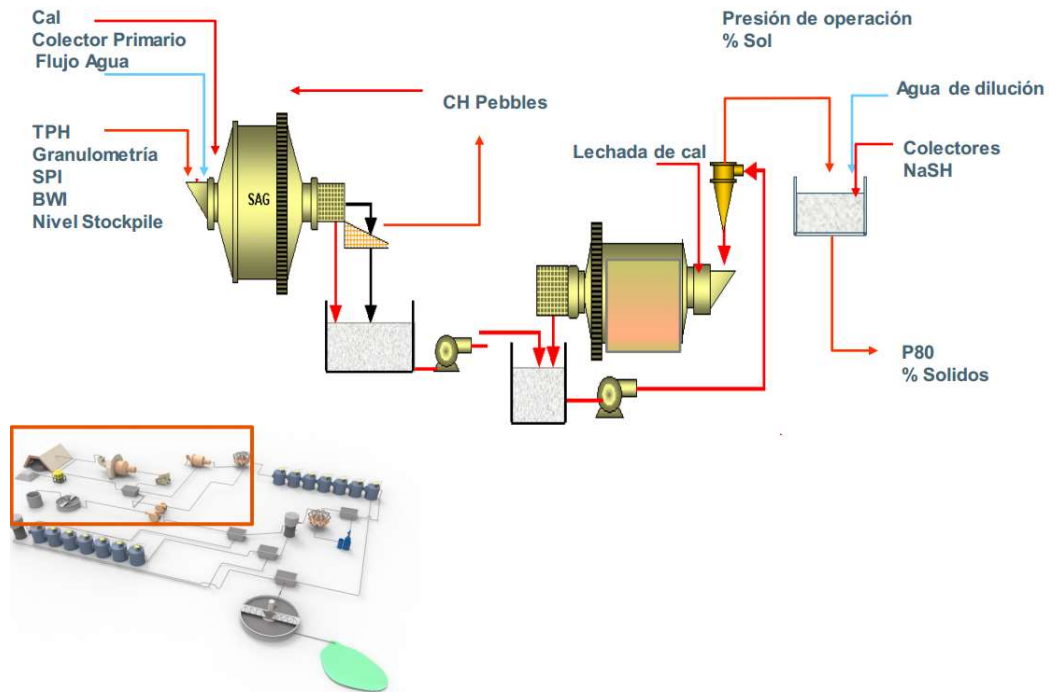 Cal
Colector Primario
Flujo Agua
TPH
Granulometría
SPI
BWI
Nivel Stockpile
SAG
CH Pebbles
Presión de operación
% Sol
Agua de dilución
Lechada de cal
Colectores
NaSH
P80
% Solidos